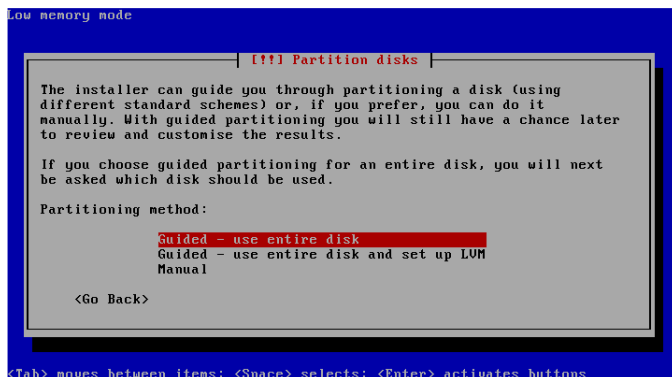 Low memory mode
[!!] Partition disks
The installer can guide you through partitioning a disk (using
different standard schemes) or, if you prefer, you can do it
manually. With guided partitioning you will still have a chance later
to review and customise the results.
If you choose guided partitioning for an entire disk, you will next
be asked which disk should be used.
Partitioning method:
Guided - use entire disk
Guided - use entire disk and set up LVM
Manual
<Go Back>
<Tab> moves between items; <Space> selects; <Enter> activates buttons